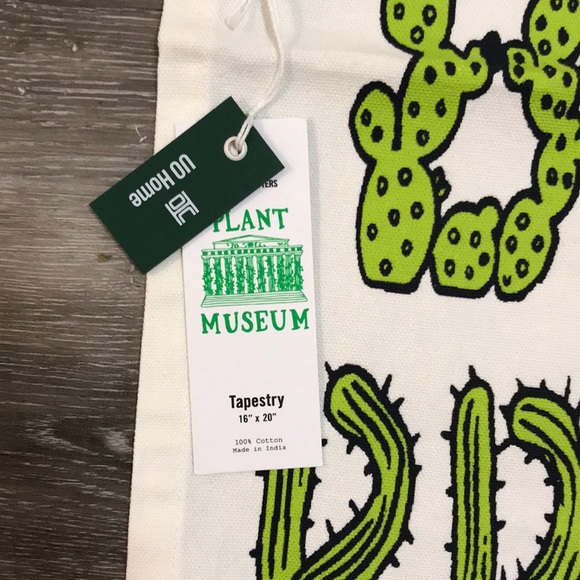 UO Home
PLANT
MUSEUM
Tapestry
16" x 20"
100% Cotton
Made in India